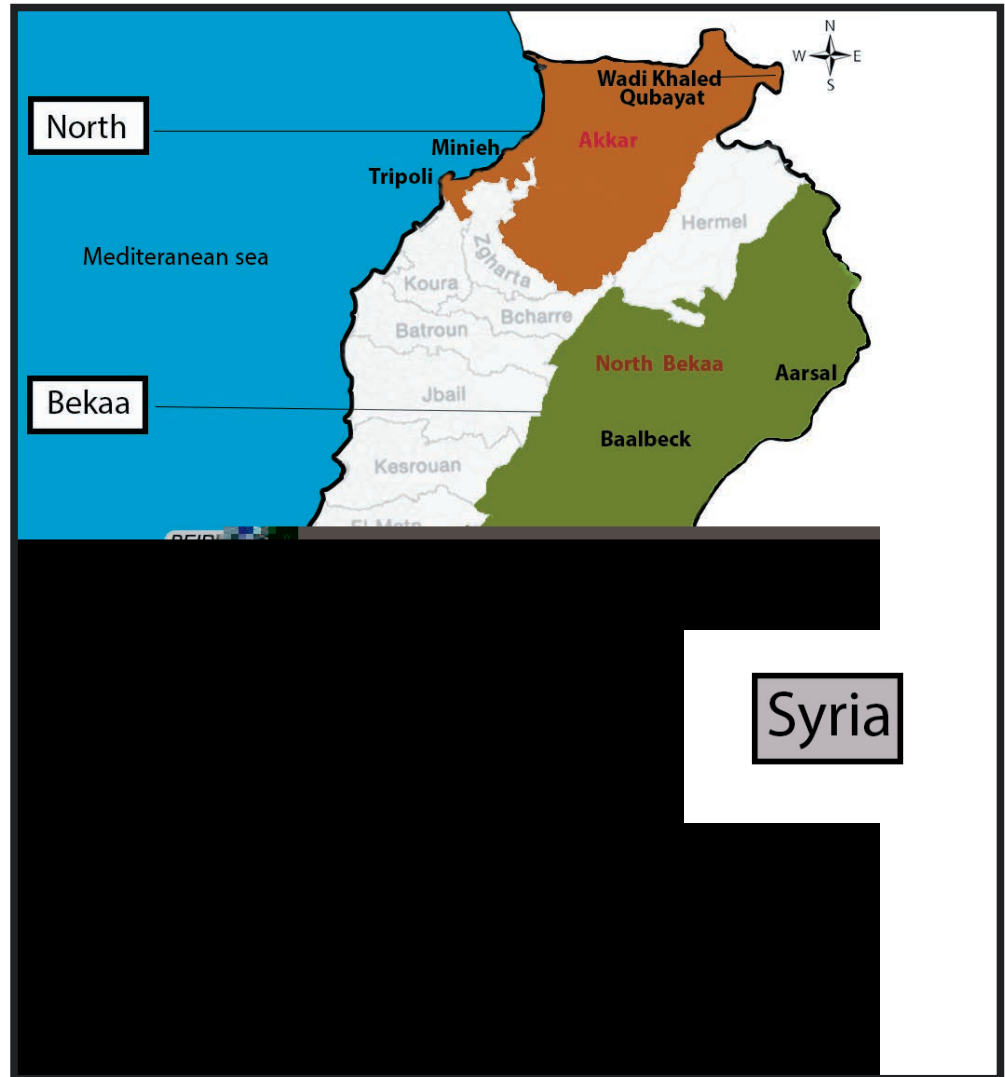 N
W E
S
Wadi Khaled
Qubayat
North
Akkar
Minieh
Tripoli
Hermel
Zgharta
Mediteranean sea
Koura
Bcharre
Batroun
North Bekaa
Aarsal
Jbail
Bekaa
Baalbeck
Kesrouan
Syria